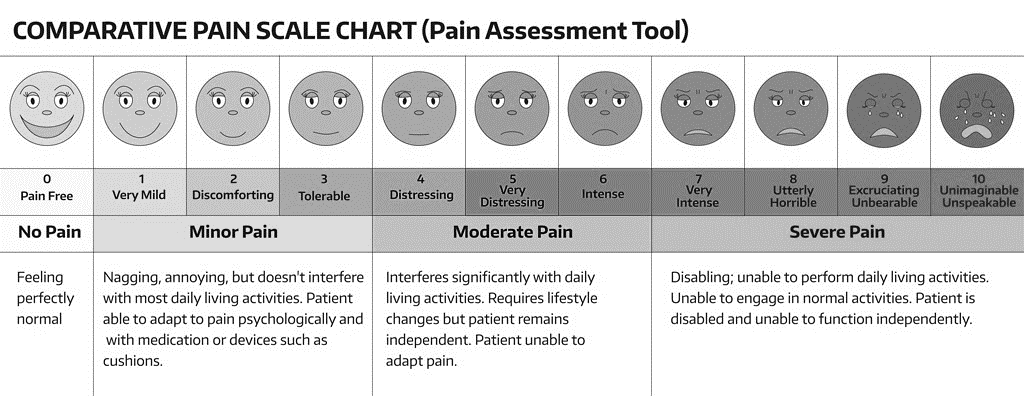 COMPARATIVE PAIN SCALE CHART (Pain Assessment Tool)
0
Pain Free
1
Very Mild
2
Discomforting
3
Tolerable
4
Distressing
5
Very
Distressing
6
Intense
7
Very
Intense
8
Utterly
Horrible
9
Excruciating
Unbearable
10
Unimaginable
Unspeakable
No Pain
Minor Pain
Moderate Pain
Severe Pain
Feeling
perfectly
normal
Nagging, annoying, but doesn't interfere
with most daily living activities. Patient
able to adapt to pain psychologically and
with medication or devices such as
cushions.
Interferes significantly with daily
living activities. Requires lifestyle
changes but patient remains
independent. Patient unable to
adapt pain.
Disabling; unable to perform daily living activities.
Unable to engage in normal activities. Patient is
disabled and unable to function independently.